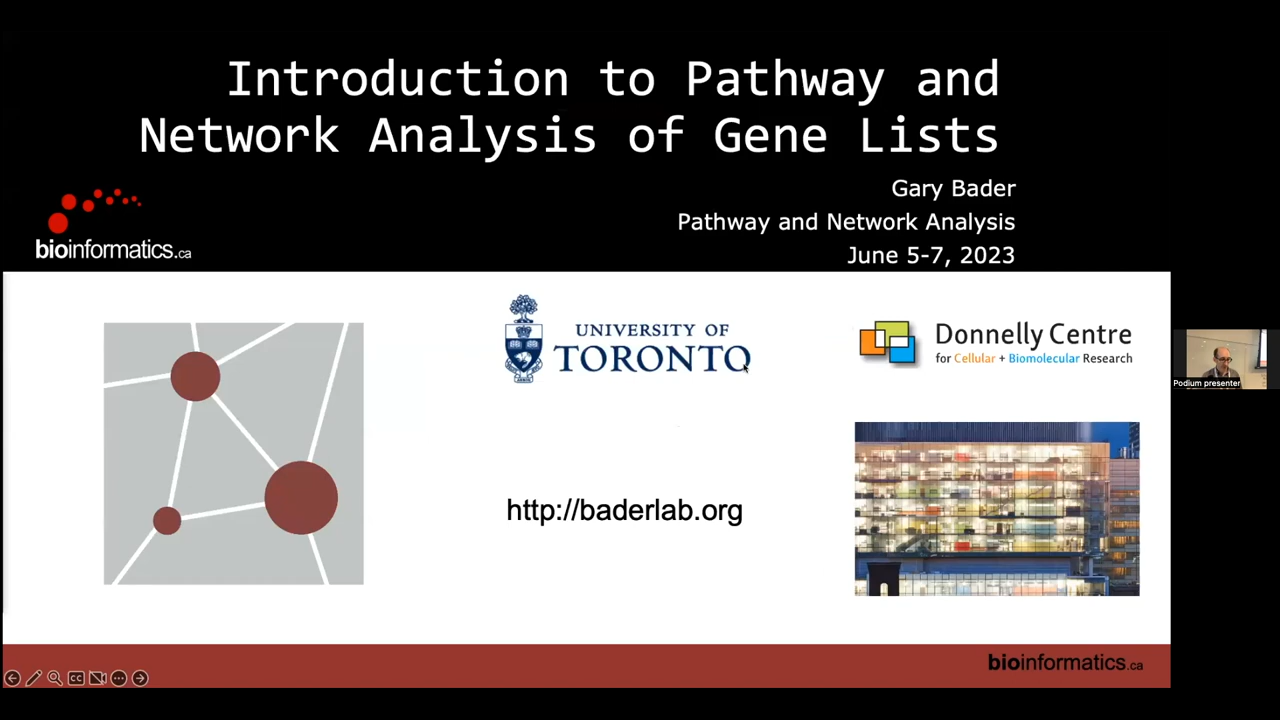 Introduction to Pathway and
Network Analysis of Gene Lists
Gary Bader
Pathway and Network Analysis
June 5-7, 2023
bioinformatics.ca
UNIVERSITY OF
TORONTO
Donnelly Centre
for Cellular + Biomolecular Research
Podium presenter
http://baderlab.org
bioinformatics.ca
CC